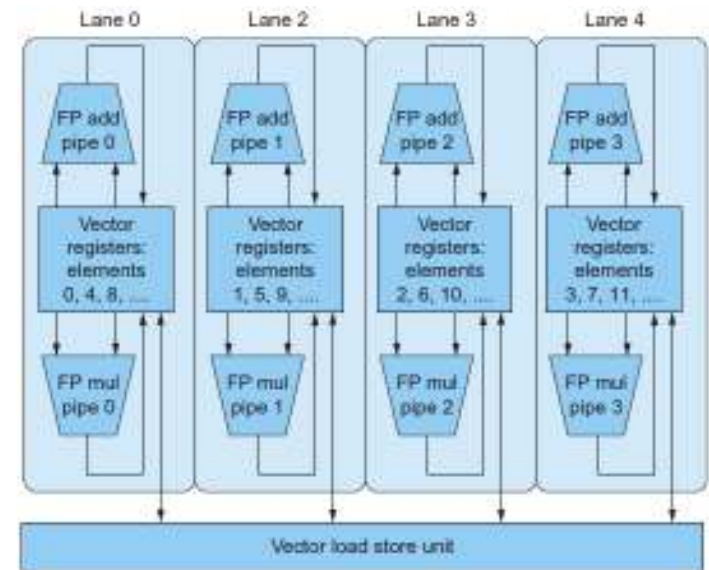 Lane 0
Lane 2
Lane 3
Lane 4
FP add
pipe 0
FP add
pipe 1
FP add
pipe 2
FP add
pipe 3
Vector
registers:
elements
0, 4, 8, ....
Vector
registers:
elements
1, 5, 9, ....
Vector
registers:
elements
2, 6, 10, ....
Vector
registers:
elements
3, 7, 11, ....
FP mul
pipe 0
FP mul
pipe 1
FP mul
pipe 2
FP mul
pipe 3
Vector load store unit